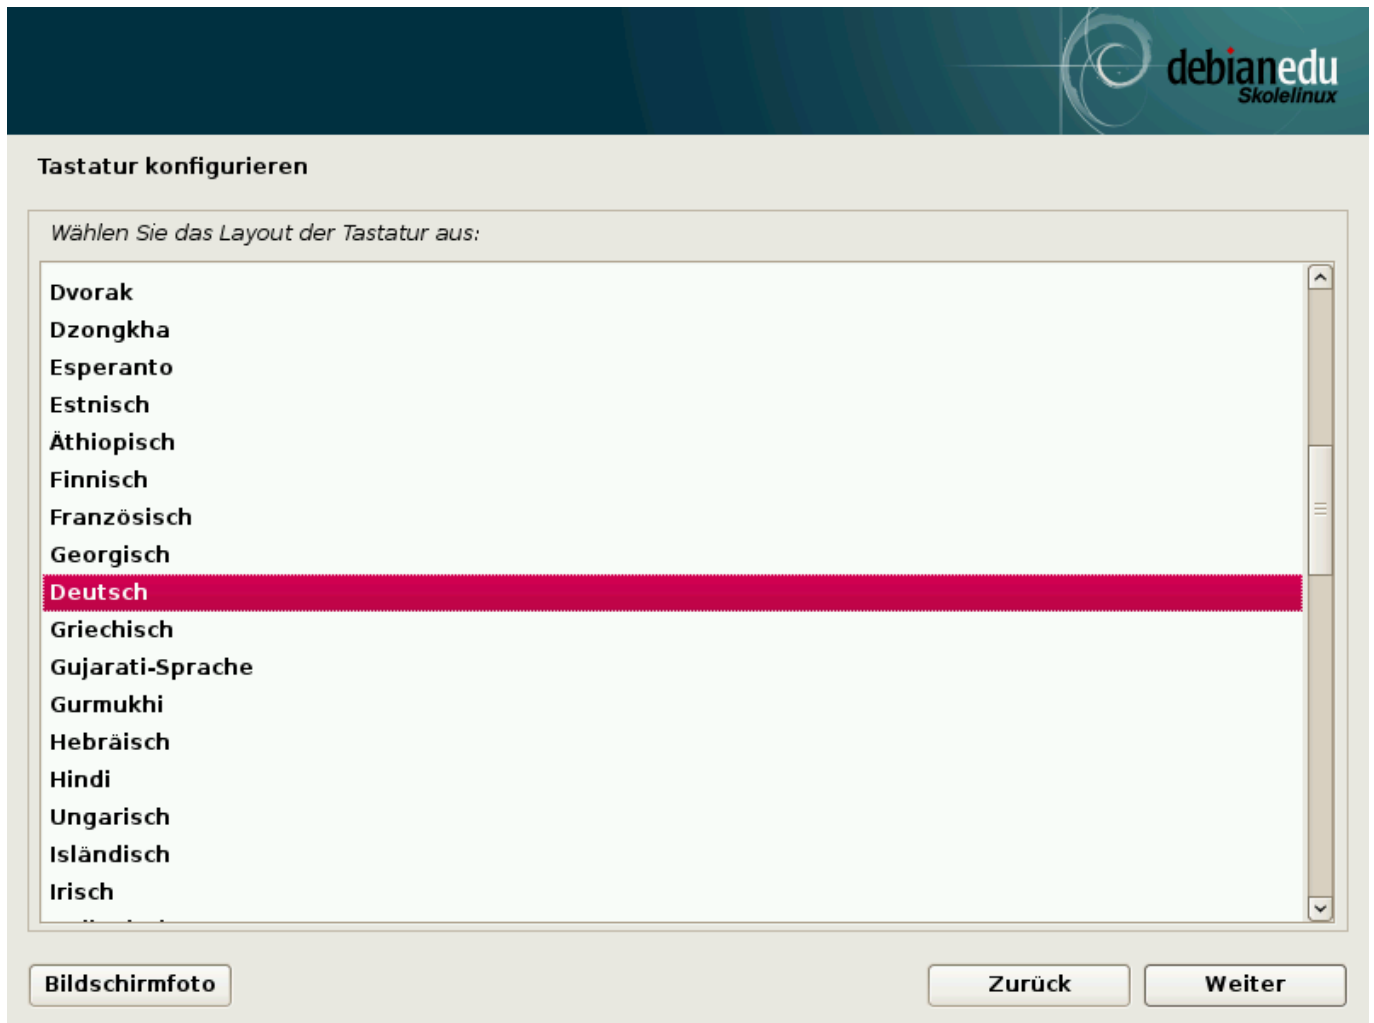 debianedu
Skolelinux
Tastatur konfigurieren
Wählen Sie das Layout der Tastatur aus:
Dvorak
Dzongkha
Esperanto
Estnisch
Äthiopisch
Finnisch
Französisch
Georgisch
Deutsch
Griechisch
Gujarati-Sprache
Gurmukhi
Hebräisch
Hindi
Ungarisch
Isländisch
Irisch
Bildschirmfoto
Zurück
Weiter